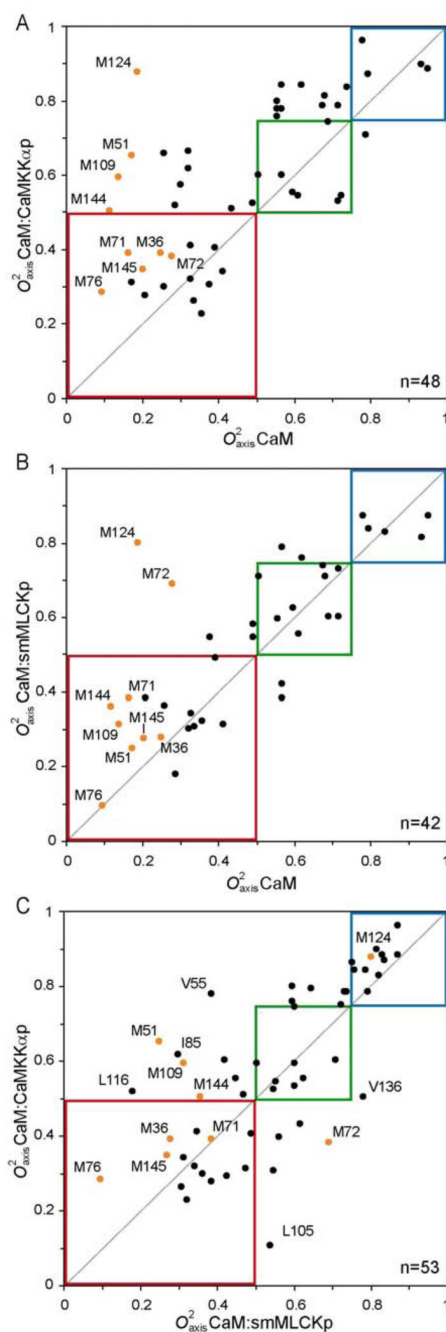 A
1
M124
0.8
M51
M109
0.6
M144
M71 M36
0.4
M145 M72
M76
0.2
0
n=48
0 0.2 0.4 0.6 0.8 1
O²axis CaM:CaMKKαp
O²axisCaM
B
1
M124
0.8
M72
0.6
M144 M71
0.4
M145
M109
M51 M36
0.2
M76
0
n=42
0 0.2 0.4 0.6 0.8 1
O²axis CaM:smMLCKp
O²axisCaM
C
1
M124
V55
0.8
M51 I85
M109
0.6
L116 M144 V136
M36 M71 M72
0.4
M76
M145
0.2
L105
0
n=53
0 0.2 0.4 0.6 0.8 1
O²axis CaM:CaMKKαp
O²axis CaM:smMLCKp